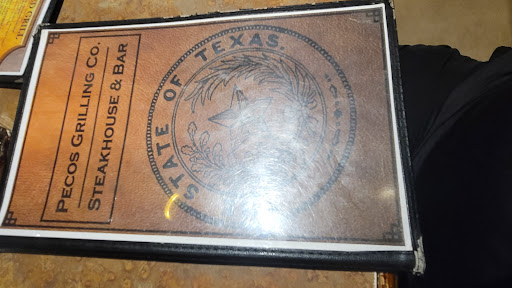 PECOS GRILLING CO.
STEAKHOUSE & BAR
STATE OF TEXAS.